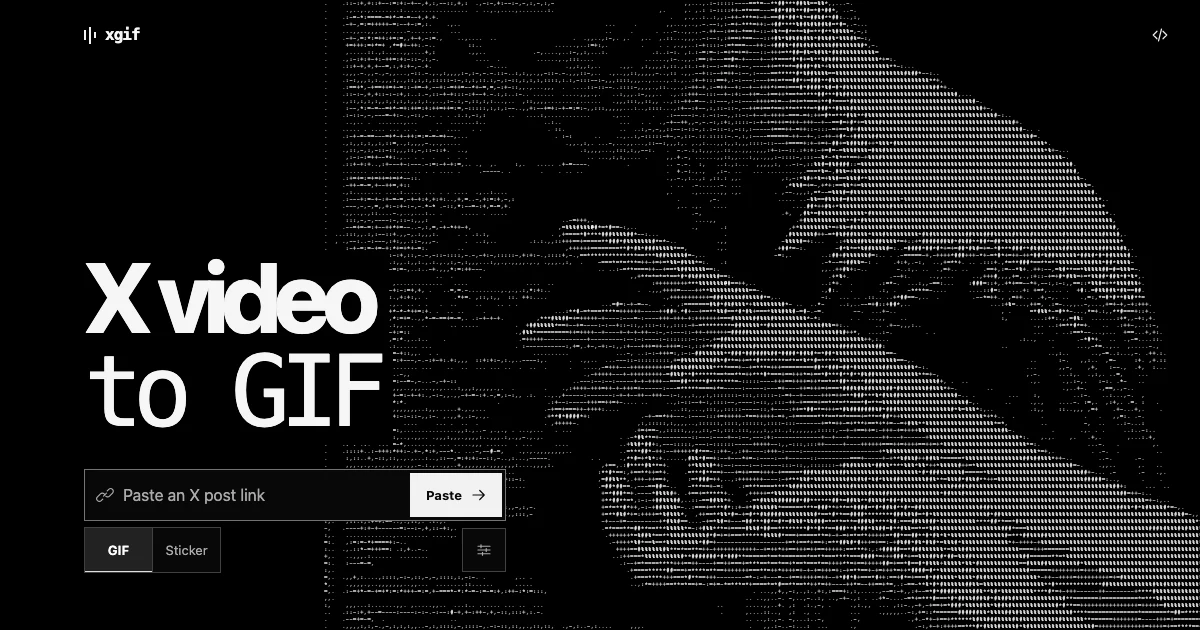 xgif
X video
to GIF
Paste an X post link
Paste
GIF
Sticker